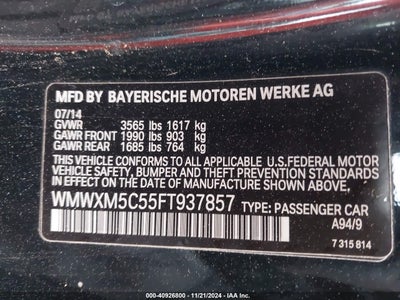 MFD BY BAYERISCHE MOTOREN WERKE AG
07/14
GVWR 3565 lbs 1617 kg
GAWR FRONT 1990 lbs 903 kg
GAWR REAR 1685 lbs 764 kg
THIS VEHICLE CONFORMS TO ALL APPLICABLE U.S.FEDERAL MOTOR
VEHICLE SAFETY, BUMPER AND THEFT PREVENTION STANDARDS IN
EFFECT ON THE DATE OF MANUFACTURE SHOWN ABOVE.
WMWXM5C55FT937857 TYPE: PASSENGER CAR
A94/9
7 315 814
000-40926800 - 11/21/2024 - IAA, Inc.